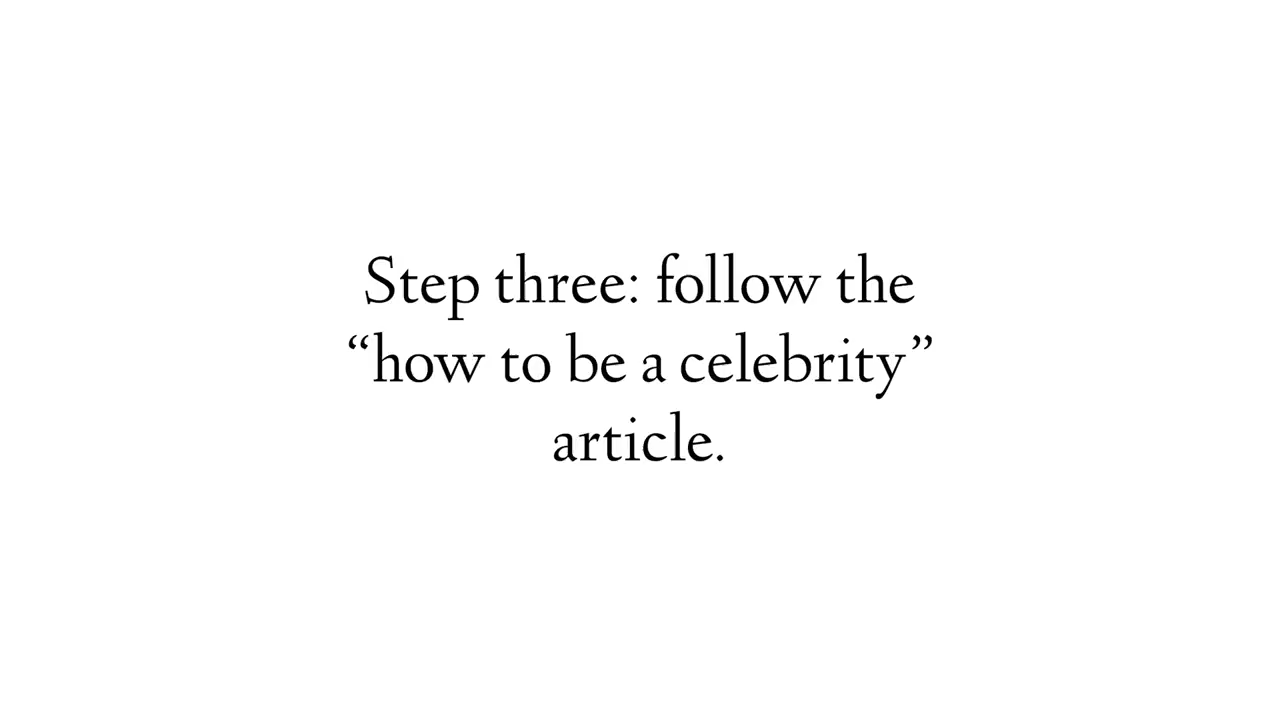 Step three: follow the
“how to be a celebrity”
article.